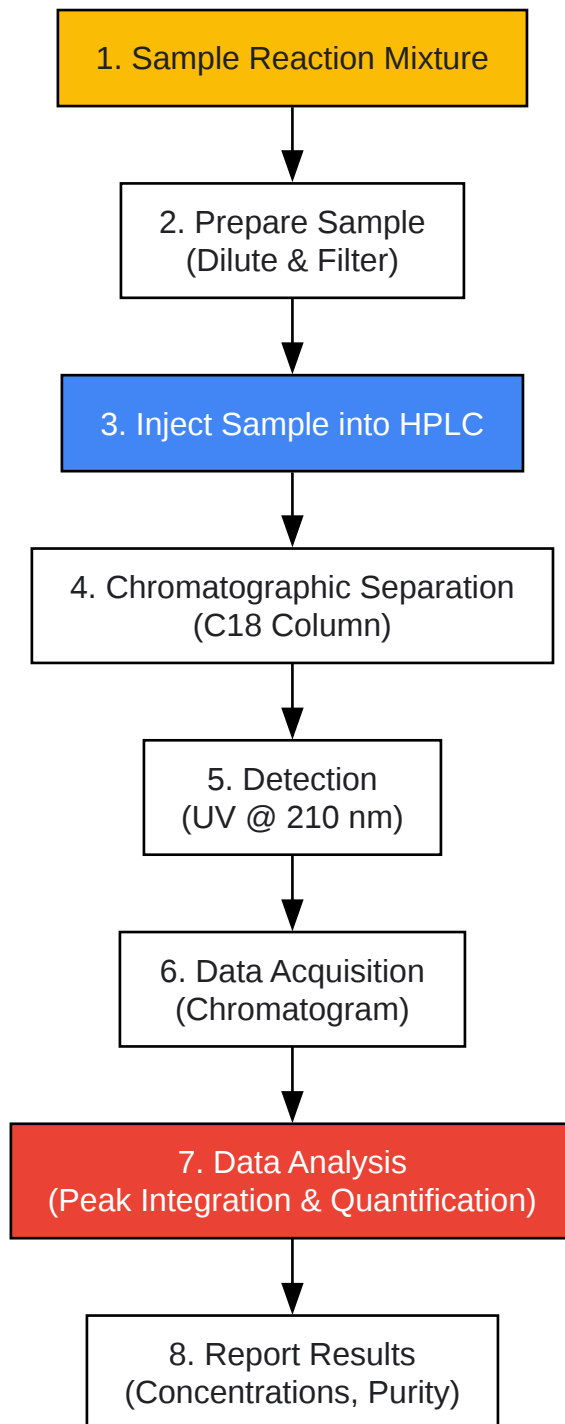 1. Sample Reaction Mixture
2. Prepare Sample
(Dilute & Filter)
3. Inject Sample into HPLC
4. Chromatographic Separation
(C18 Column)
5. Detection
(UV @ 210 nm)
6. Data Acquisition
(Chromatogram)
7. Data Analysis
(Peak Integration & Quantification)
8. Report Results
(Concentrations, Purity)